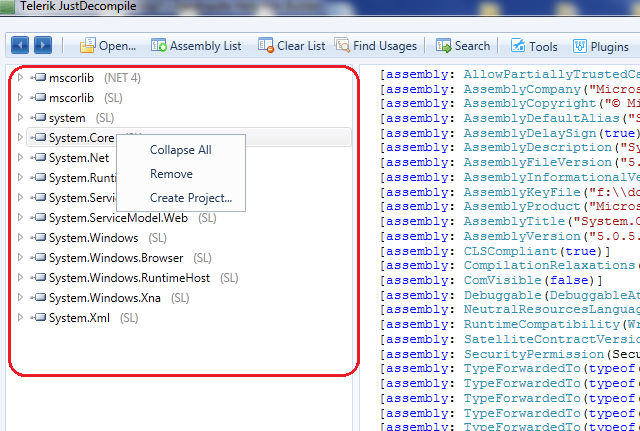 Telerik JustDecompile
Open... Assembly List Clear List Find Usages Search Tools Plugins
mscorlib (NET 4)
mscorlib (SL)
system (SL)
System.Core
System.Net
System.Runti
System.Servic
System.ServiceModel.Web (SL)
System.Windows (SL)
System.Windows.Browser (SL)
System.Windows.RuntimeHost (SL)
System.Windows.Xna (SL)
System.Xml (SL)
Collapse All
Remove
Create Project...
[assembly: AllowPartiallyTrustedCa
[assembly: AssemblyCompany("Micros
[assembly: AssemblyCopyright("© Mi
[assembly: AssemblyDefaultAlias("S
[assembly: AssemblyDelaySign(true)
[assembly: AssemblyDescription("Sy
[assembly: AssemblyFileVersion("5.
[assembly: AssemblyInformationalVe
[assembly: AssemblyKeyFile("f:\\do
[assembly: AssemblyProduct("Micros
[assembly: AssemblyTitle("System.C
[assembly: AssemblyVersion("5.0.5.
[assembly: CLSCompliant(true)]
[assembly: CompilationRelaxations(
[assembly: ComVisible(false)]
[assembly: Debuggable(DebuggableAt
[assembly: NeutralResourcesLanguag
[assembly: RuntimeCompatibility(Wr
[assembly: SatelliteContractVersio
[assembly: SecurityPermission(Secu
[assembly: TypeForwardedTo(typeof(
[assembly: TypeForwardedTo(typeof(
[assembly: TypeForwardedTo(typeof(
[assembly: TypeForwardedTo(typeof(